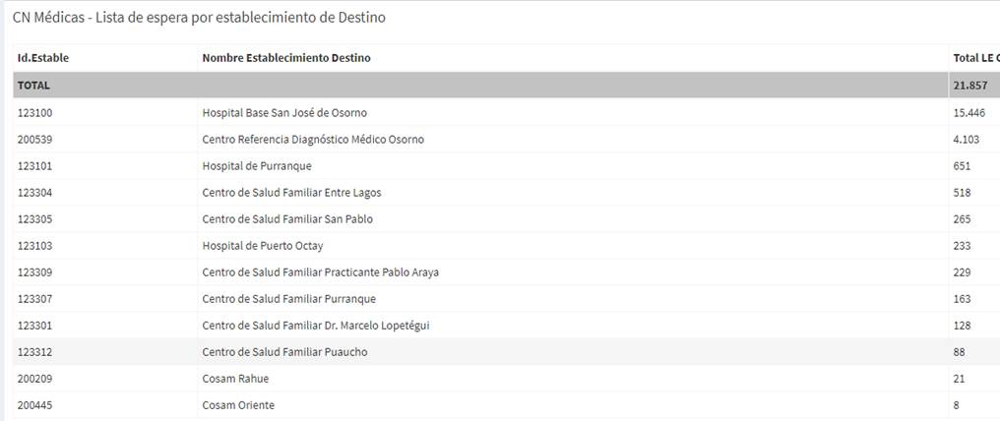 CN Médicas - Lista de espera por establecimiento de Destino
Id.Estable Nombre Establecimiento Destino Total LE
TOTAL 21.857
123100 Hospital Base San José de Osorno 15.446
200539 Centro Referencia Diagnóstico Médico Osorno 4.103
123101 Hospital de Purranque 651
123304 Centro de Salud Familiar Entre Lagos 518
123305 Centro de Salud Familiar San Pablo 265
123103 Hospital de Puerto Octay 233
123309 Centro de Salud Familiar Practicante Pablo Araya 229
123307 Centro de Salud Familiar Purranque 163
123301 Centro de Salud Familiar Dr. Marcelo Lopetégui 128
123312 Centro de Salud Familiar Puaucho 88
200209 Cosam Rahue 21
200445 Cosam Oriente 8